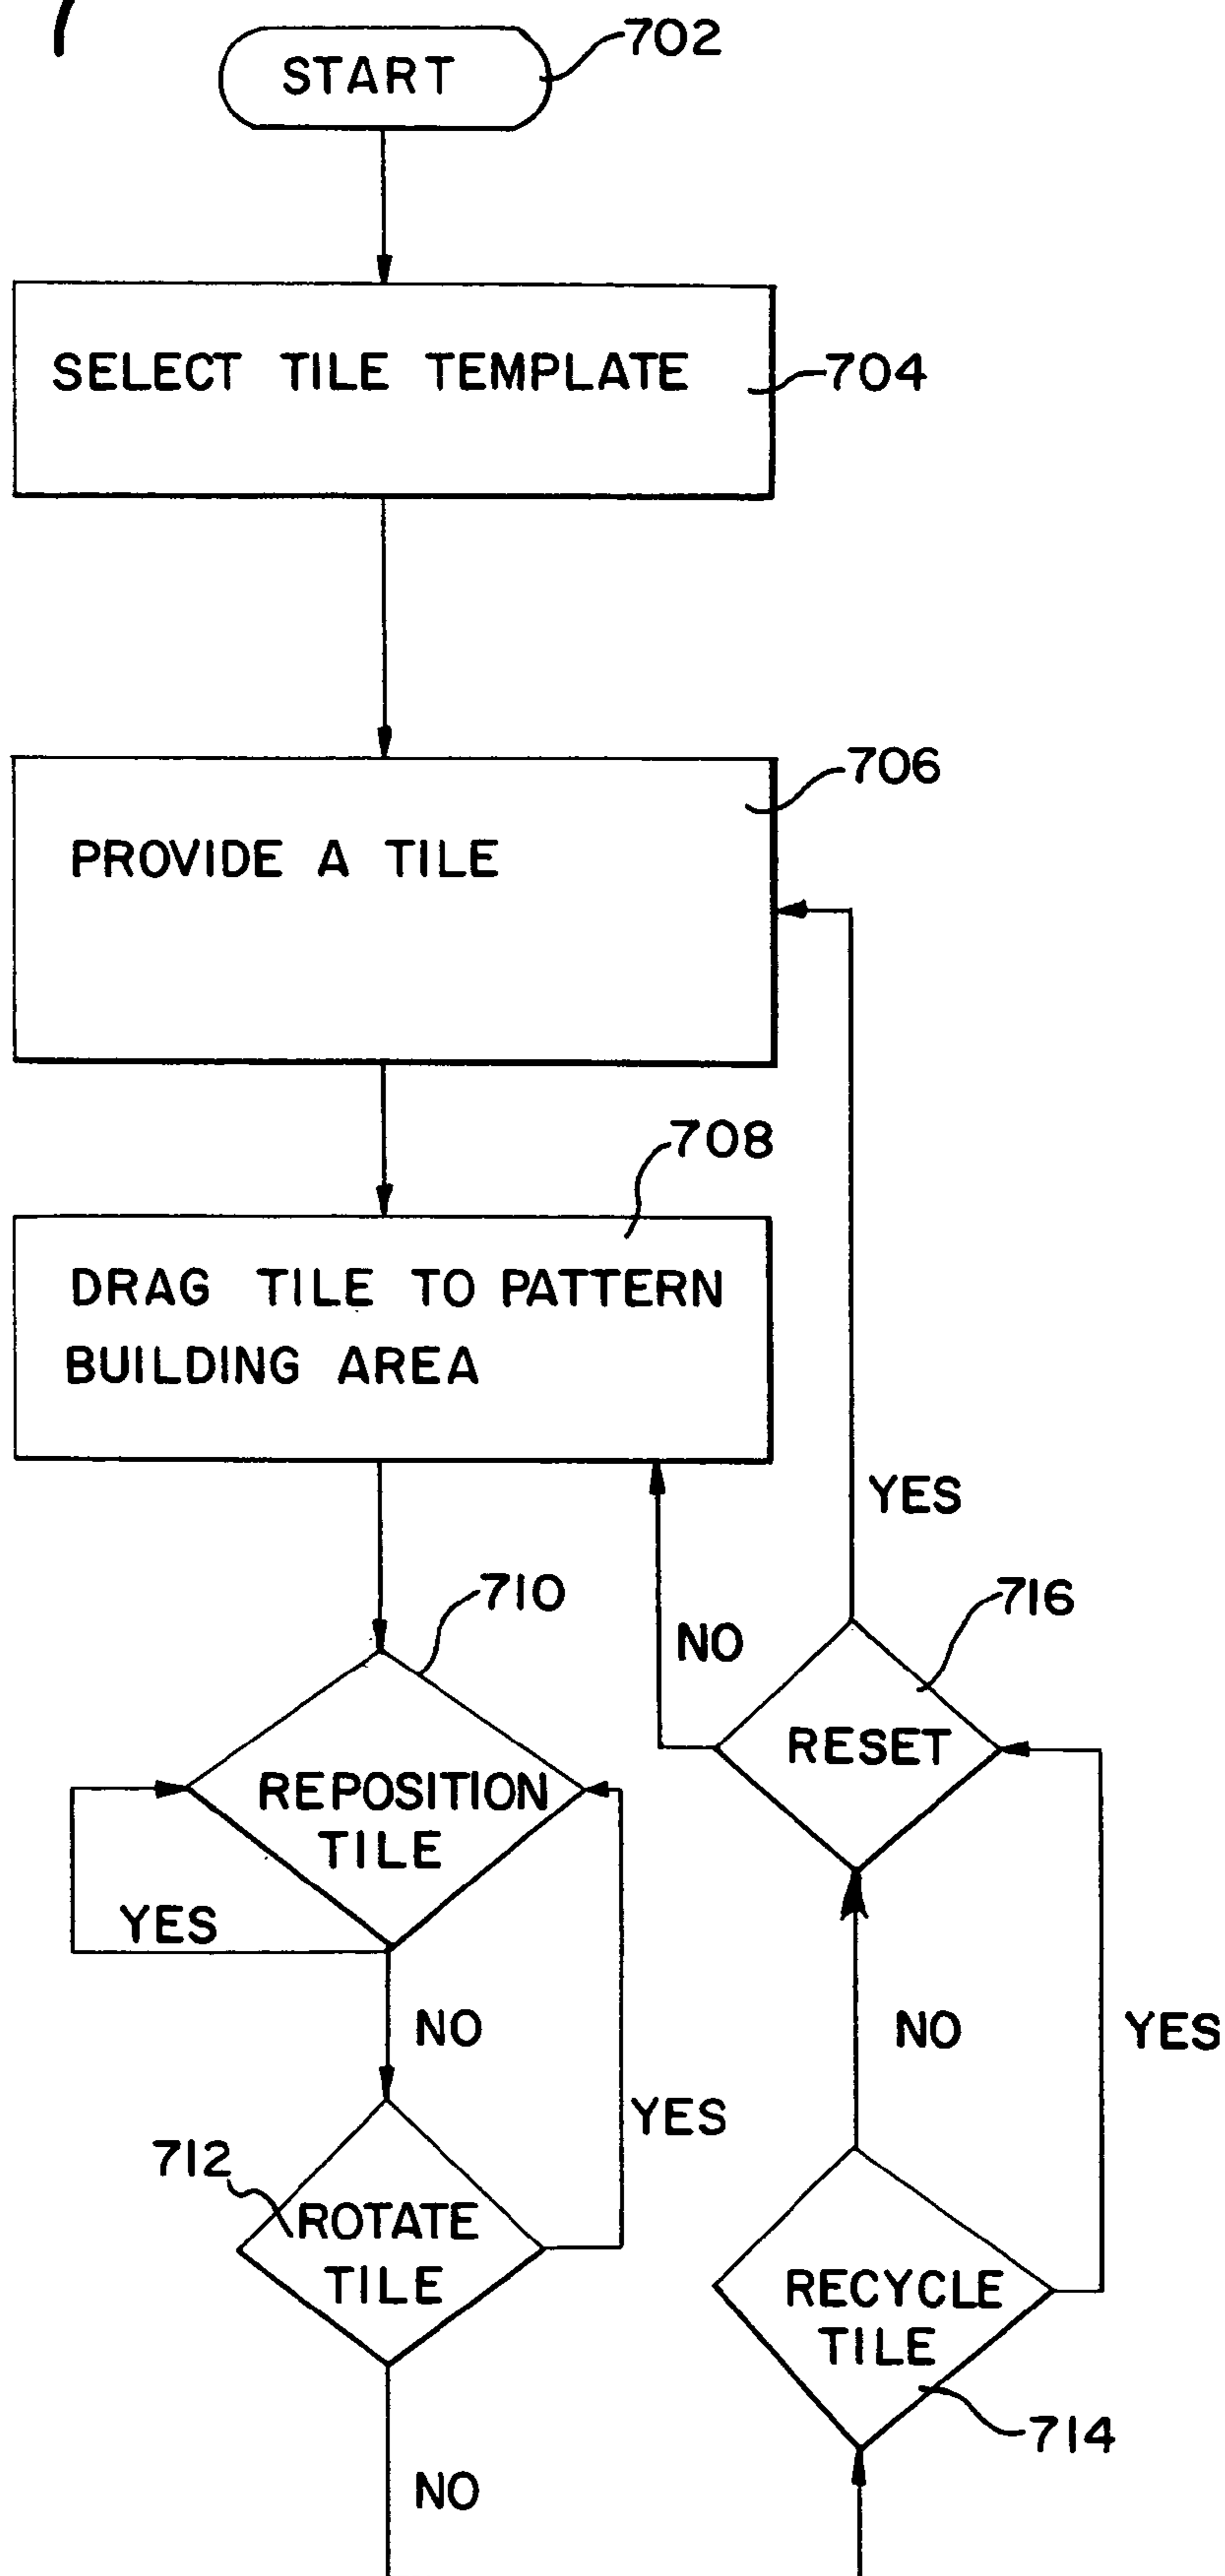 START
702
SELECT TILE TEMPLATE
704
706
PROVIDE A TILE
708
DRAG TILE TO PATTERN
BUILDING AREA
YES
710
716
NO
RESET
REPOSITION
TILE
YES
NO
NO
YES
YES
712
ROTATE
TILE
RECYCLE
TILE
714
NO